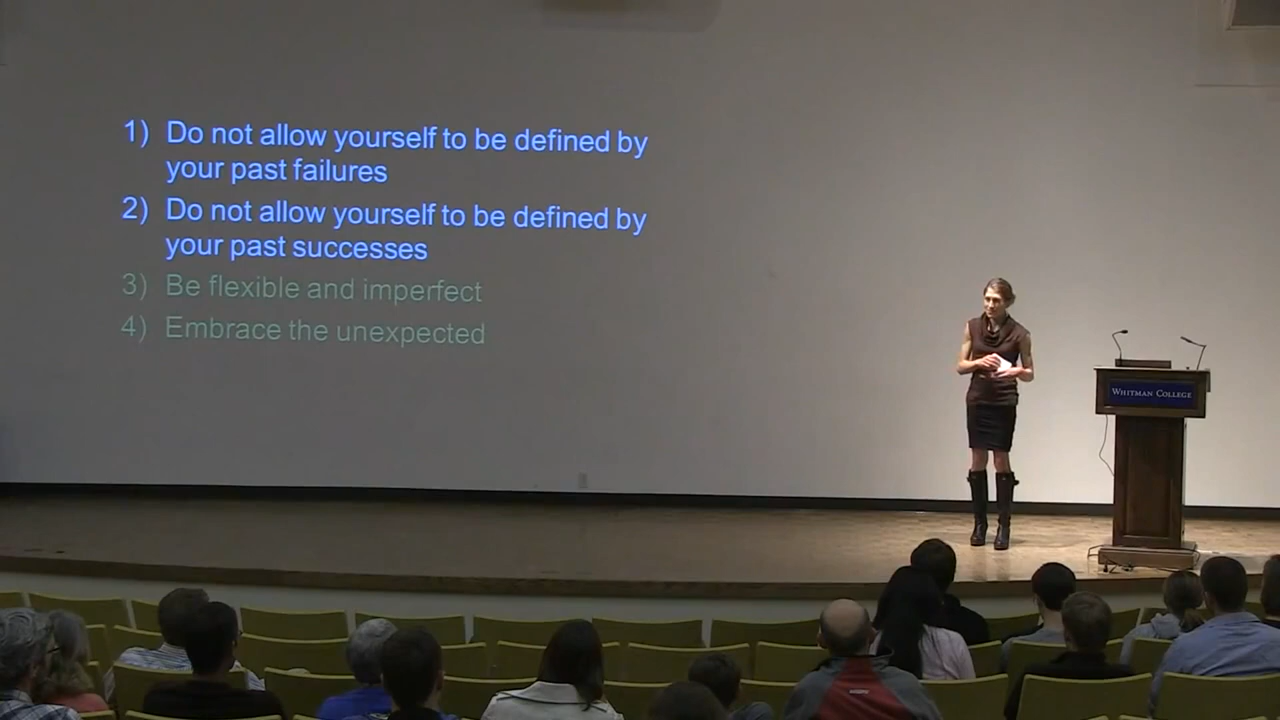 1) Do not allow yourself to be defined by
your past failures
2) Do not allow yourself to be defined by
your past successes
3) Be flexible and imperfect
4) Embrace the unexpected
WHITMAN COLLEGE